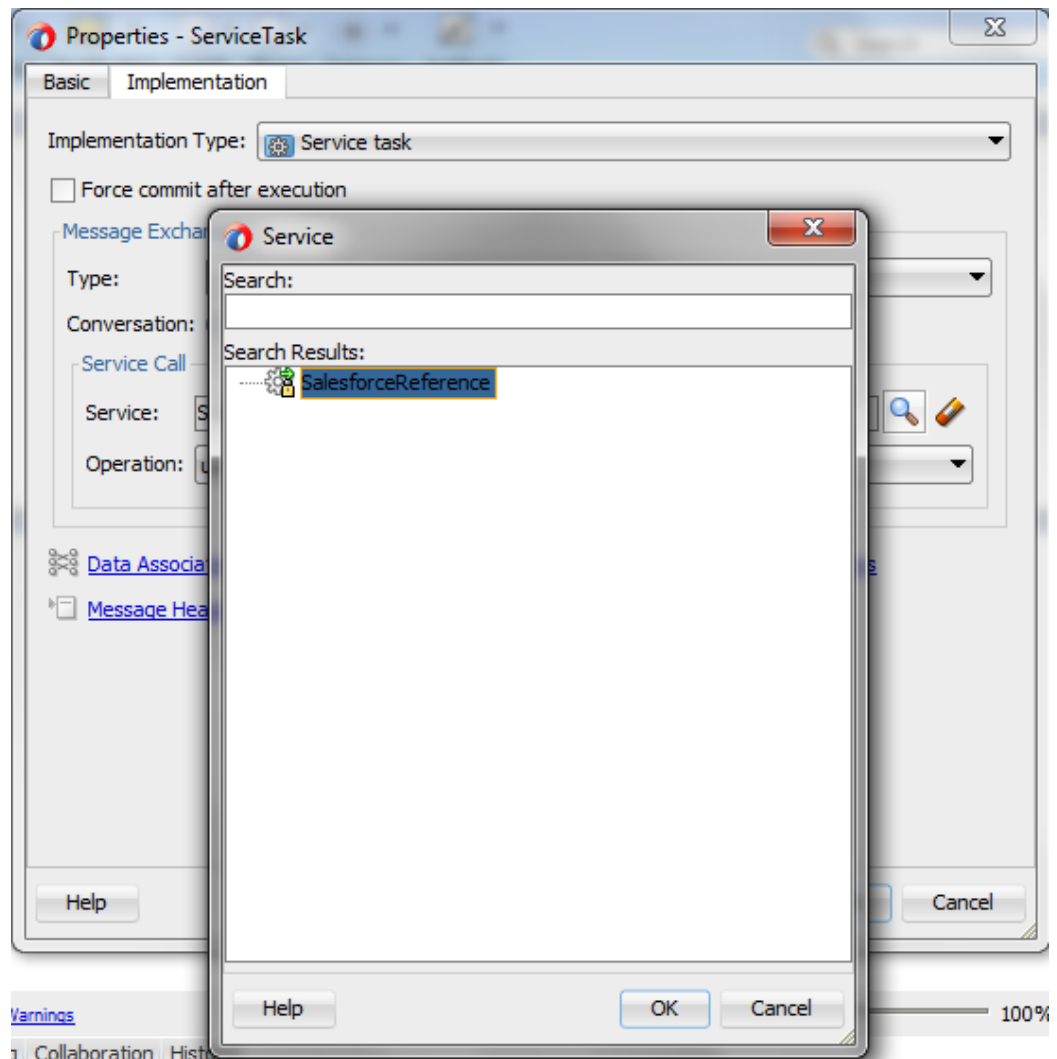 Properties - ServiceTask
Basic Implementation
Implementation Type: Service task
Force commit after execution
Message Exchan
Service
Type:
Search:
Conversation:
Search Results:
Service Call
SalesforceReference
Service: S
Operation: u
Data Associa s
Message Hea
Help Cancel
Help OK Cancel
Warnings 100%
Collaboration Hist